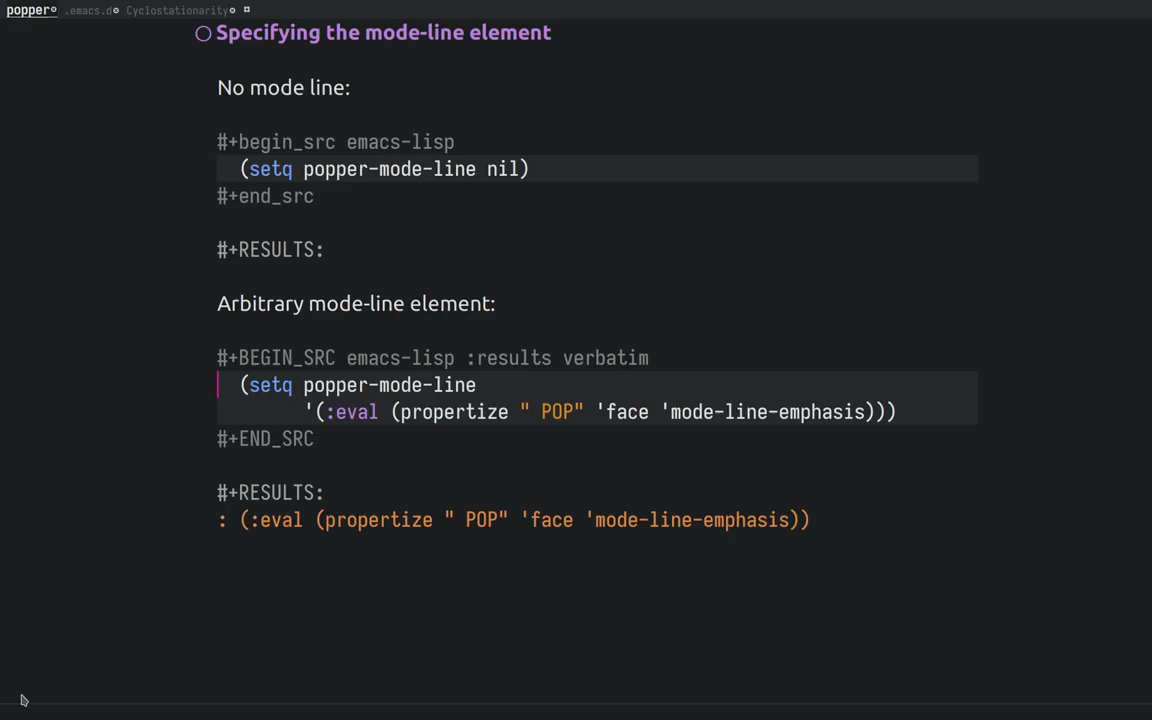 popper .emacs.d Cyclostationarity
Specifying the mode-line element
No mode line:
#+begin_src emacs-lisp
(setq popper-mode-line nil)
#+end_src
#+RESULTS:
Arbitrary mode-line element:
#+BEGIN_SRC emacs-lisp :results verbatim
(setq popper-mode-line
'(:eval (propertize " POP" 'face 'mode-line-emphasis)))
#+END_SRC
#+RESULTS:
: (:eval (propertize " POP" 'face 'mode-line-emphasis))